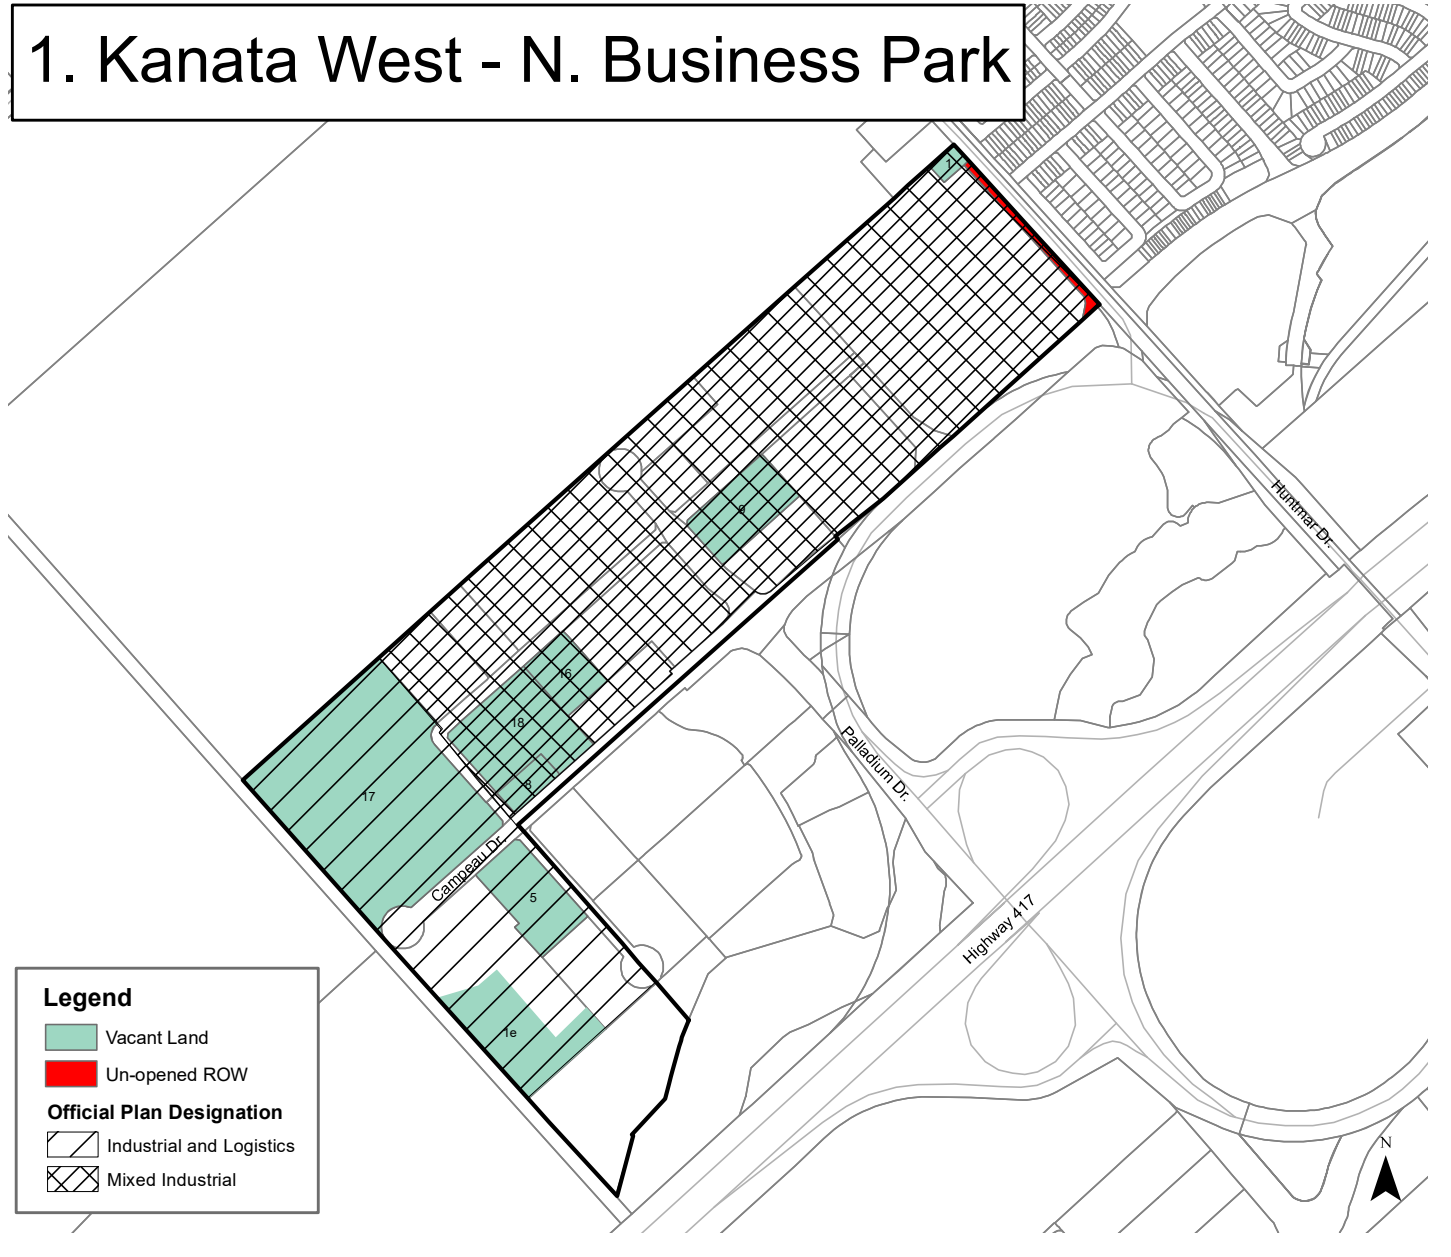 1. Kanata West - N. Business Park
1
9
16
18
8
17
Campeau Dr.
5
1e
Huntmar Dr.
Palladium Dr.
Highway 417
Legend
Vacant Land
Un-opened ROW
Official Plan Designation
Industrial and Logistics
Mixed Industrial
N